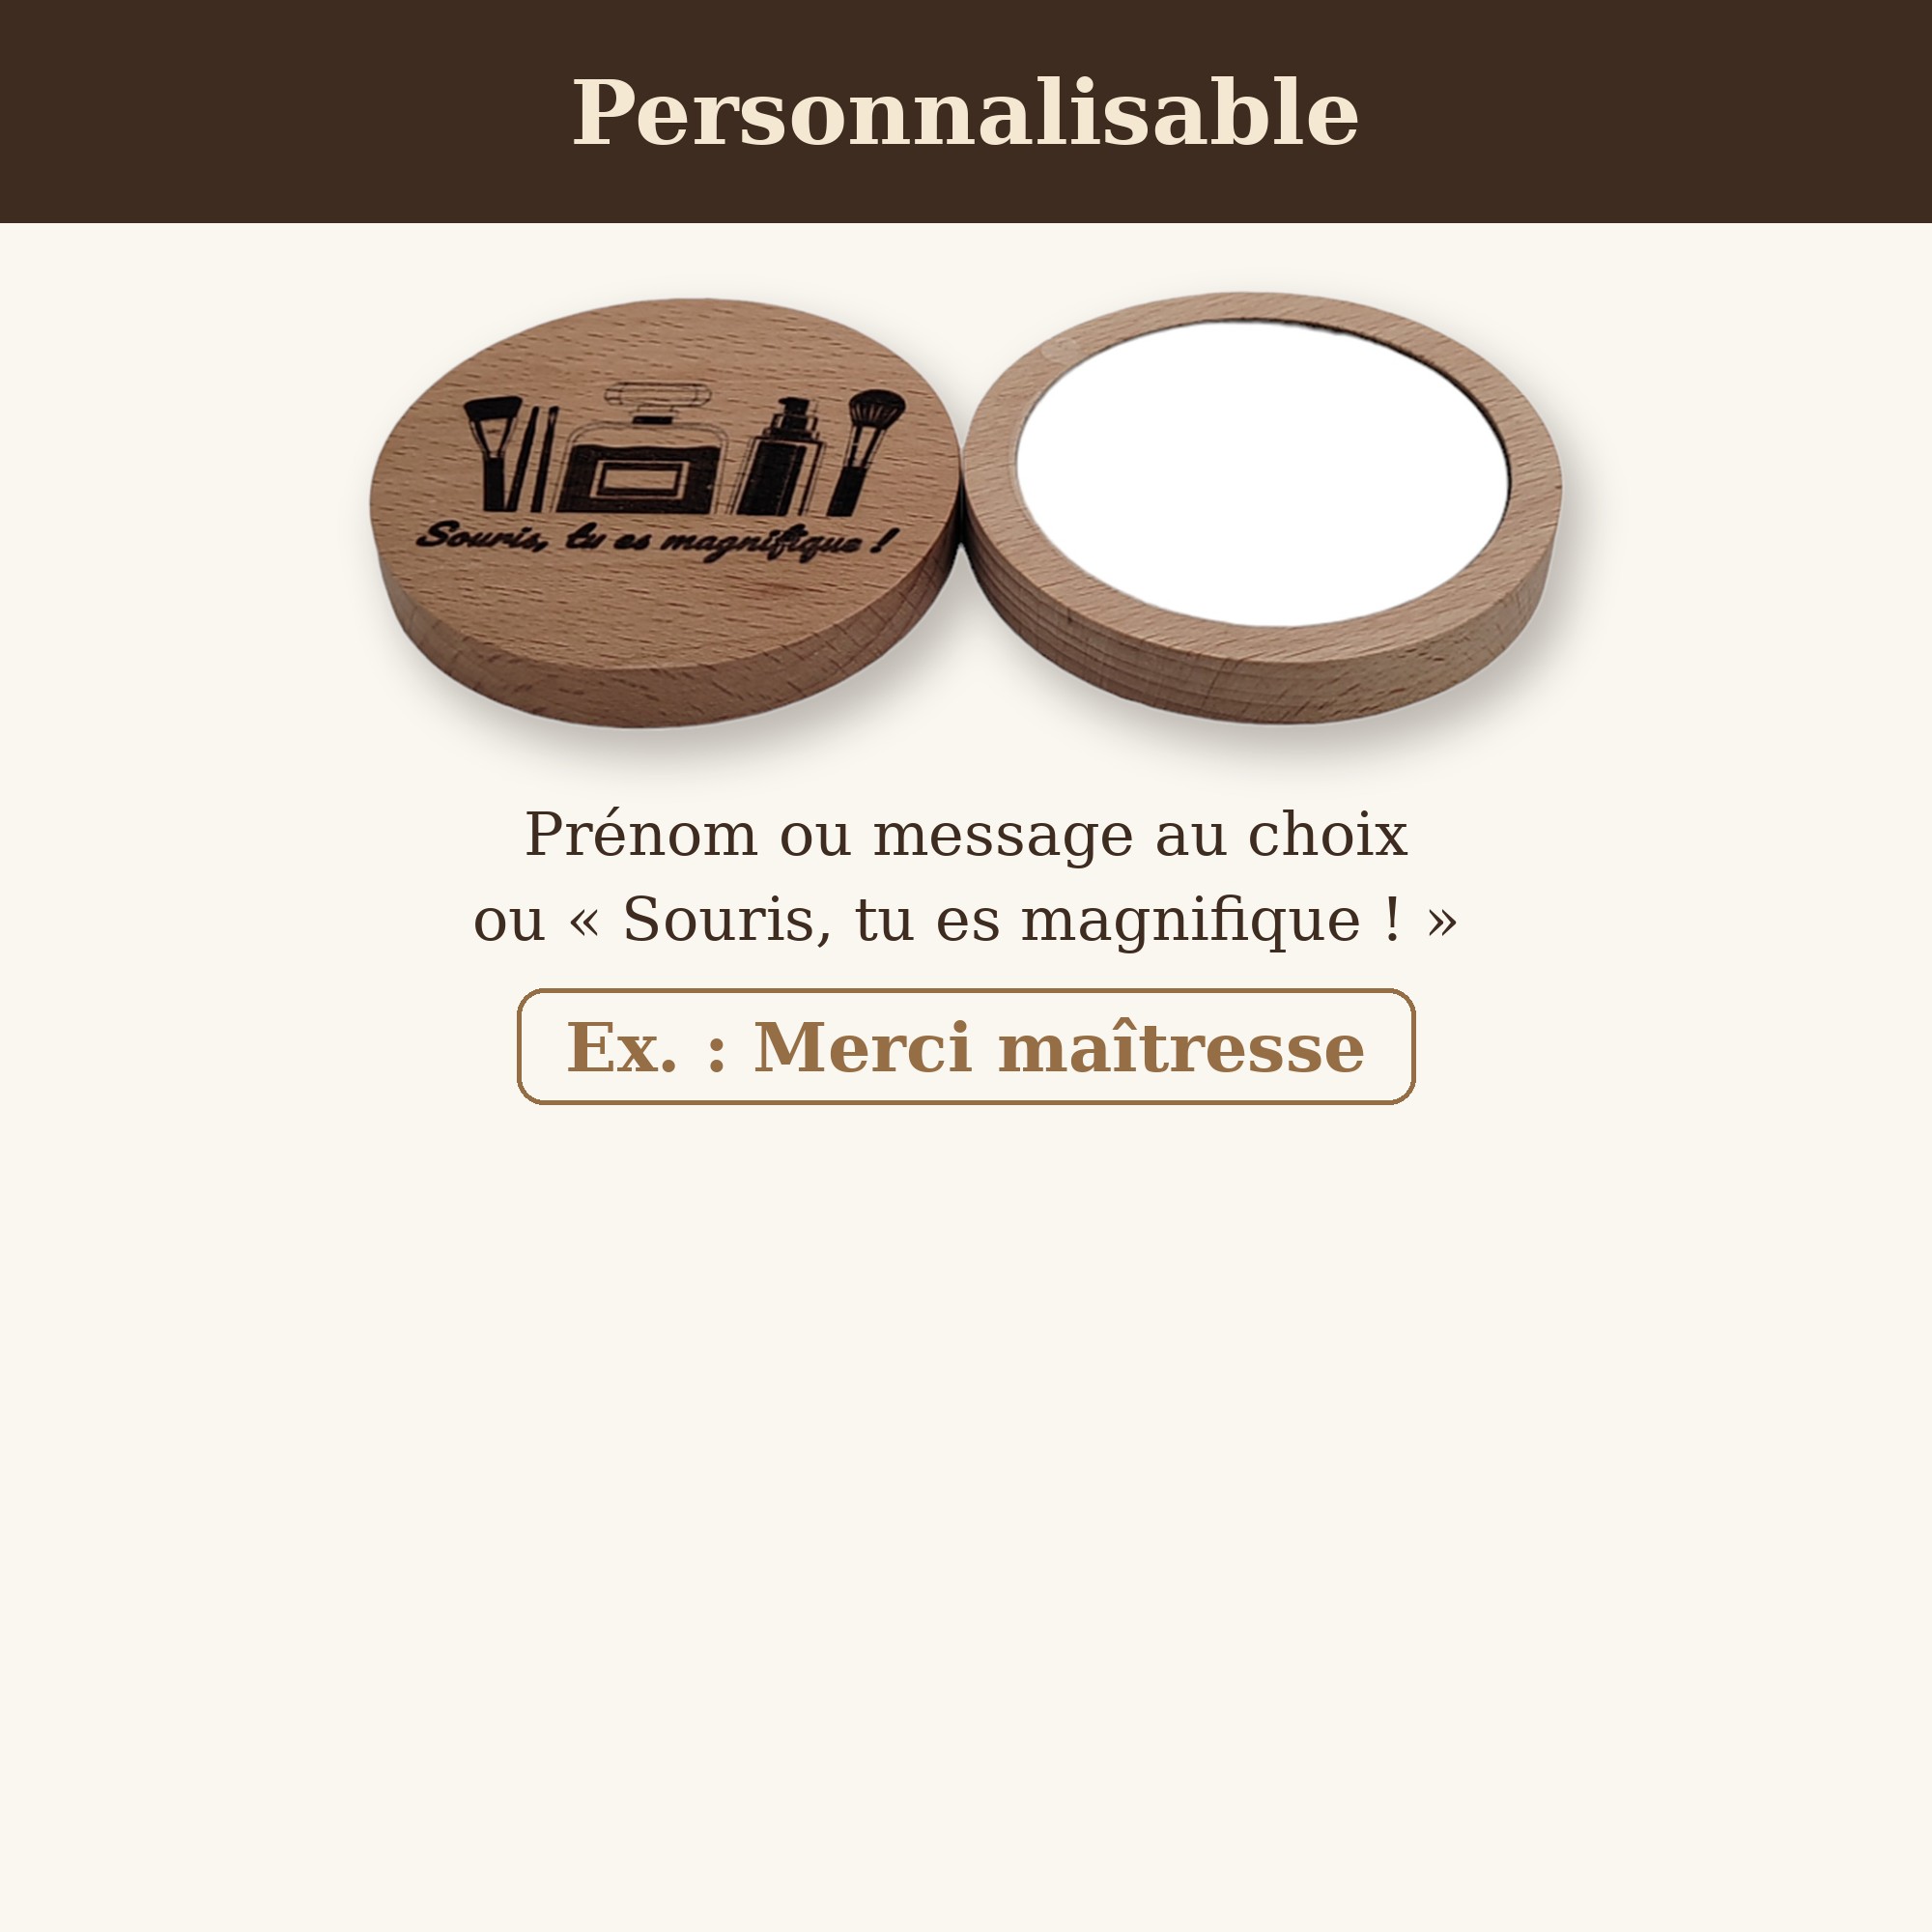 Personnalisable
Souris, tu es magnifique !
Prénom ou message au choix
ou « Souris, tu es magnifique ! »
Ex. : Merci maîtresse